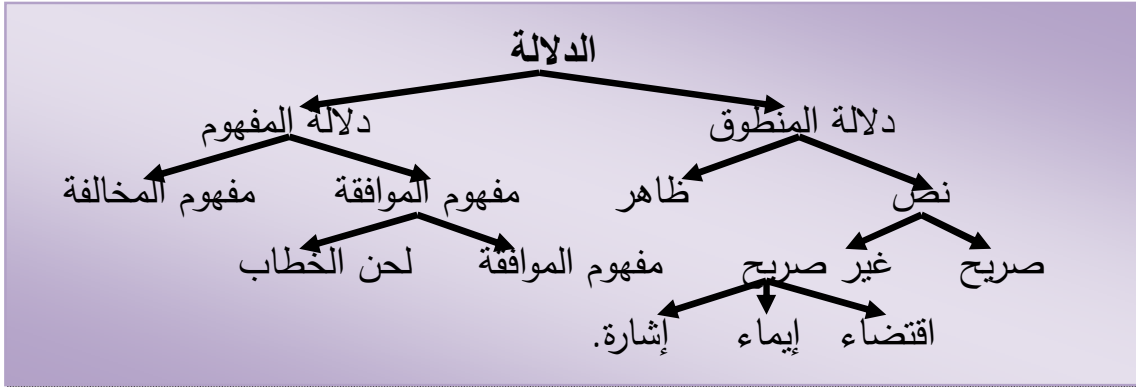 الدلالة
دلالة المنطوق دلالة المفهوم
نص ظاهر مفهوم الموافقة مفهوم المخالفة
صريح غير صريح مفهوم الموافقة لحن الخطاب
اقتضاء إيماء إشارة.